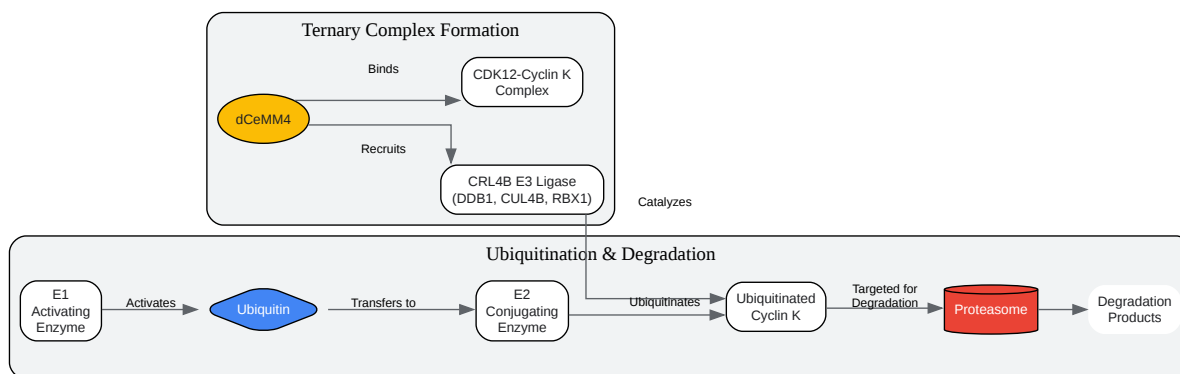 Ternary Complex Formation
Binds
CDK12-Cyclin K
Complex
dCeMM4
Recruits
CRL4B E3 Ligase
(DDB1, CUL4B, RBX1)
Catalyzes
Ubiquitination & Degradation
E1
Activating
Enzyme
Activates
Ubiquitin
Transfers to
E2
Conjugating
Enzyme
Ubiquitinates
Ubiquitinated
Cyclin K
Targeted for
Degradation
Proteasome
Degradation
Products